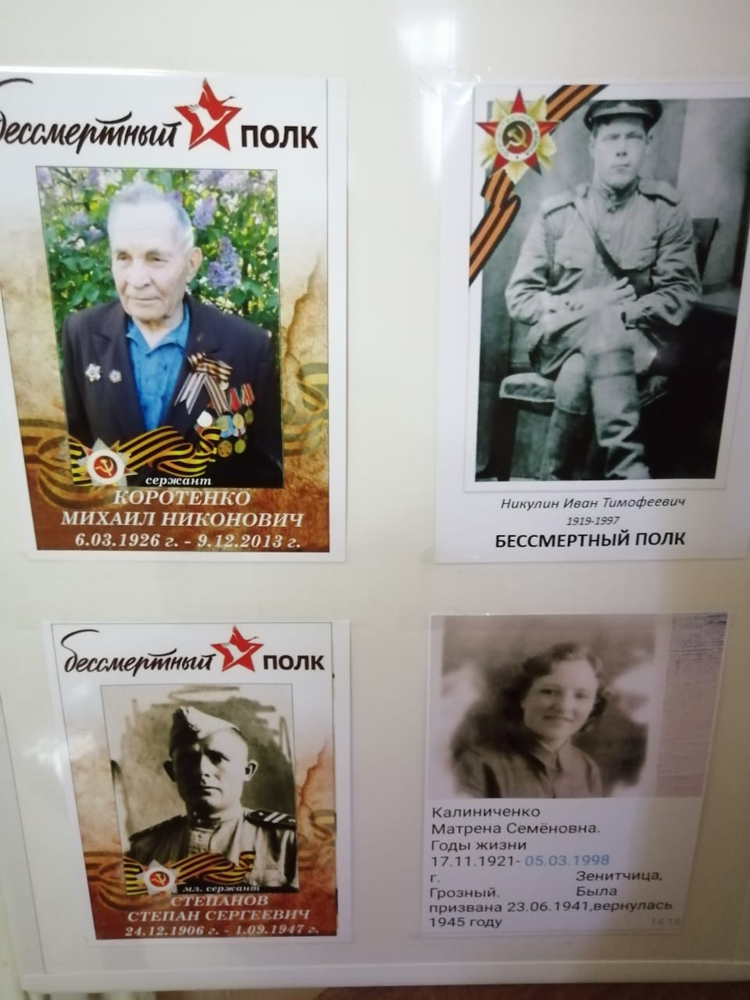 бессмертный ПОЛК
сержант
КОРОТЕНКО
МИХАИЛ НИКОНОВИЧ
6.03.1926 г. - 9.12.2013 г.
Никулин Иван Тимофеевич
1919-1997
БЕССМЕРТНЫЙ ПОЛК
бессмертный ПОЛК
мл. сержант
СТЕПАНОВ
СТЕПАН СЕРГЕЕВИЧ
24.12.1906 г. - 1.09.1947 г.
Калиниченко
Матрена Семёновна.
Годы жизни
17.11.1921- 05.03.1998
г. Зенитчица,
Грозный. Была
призвана 23.06.1941,вернулась
1945 году
14:18